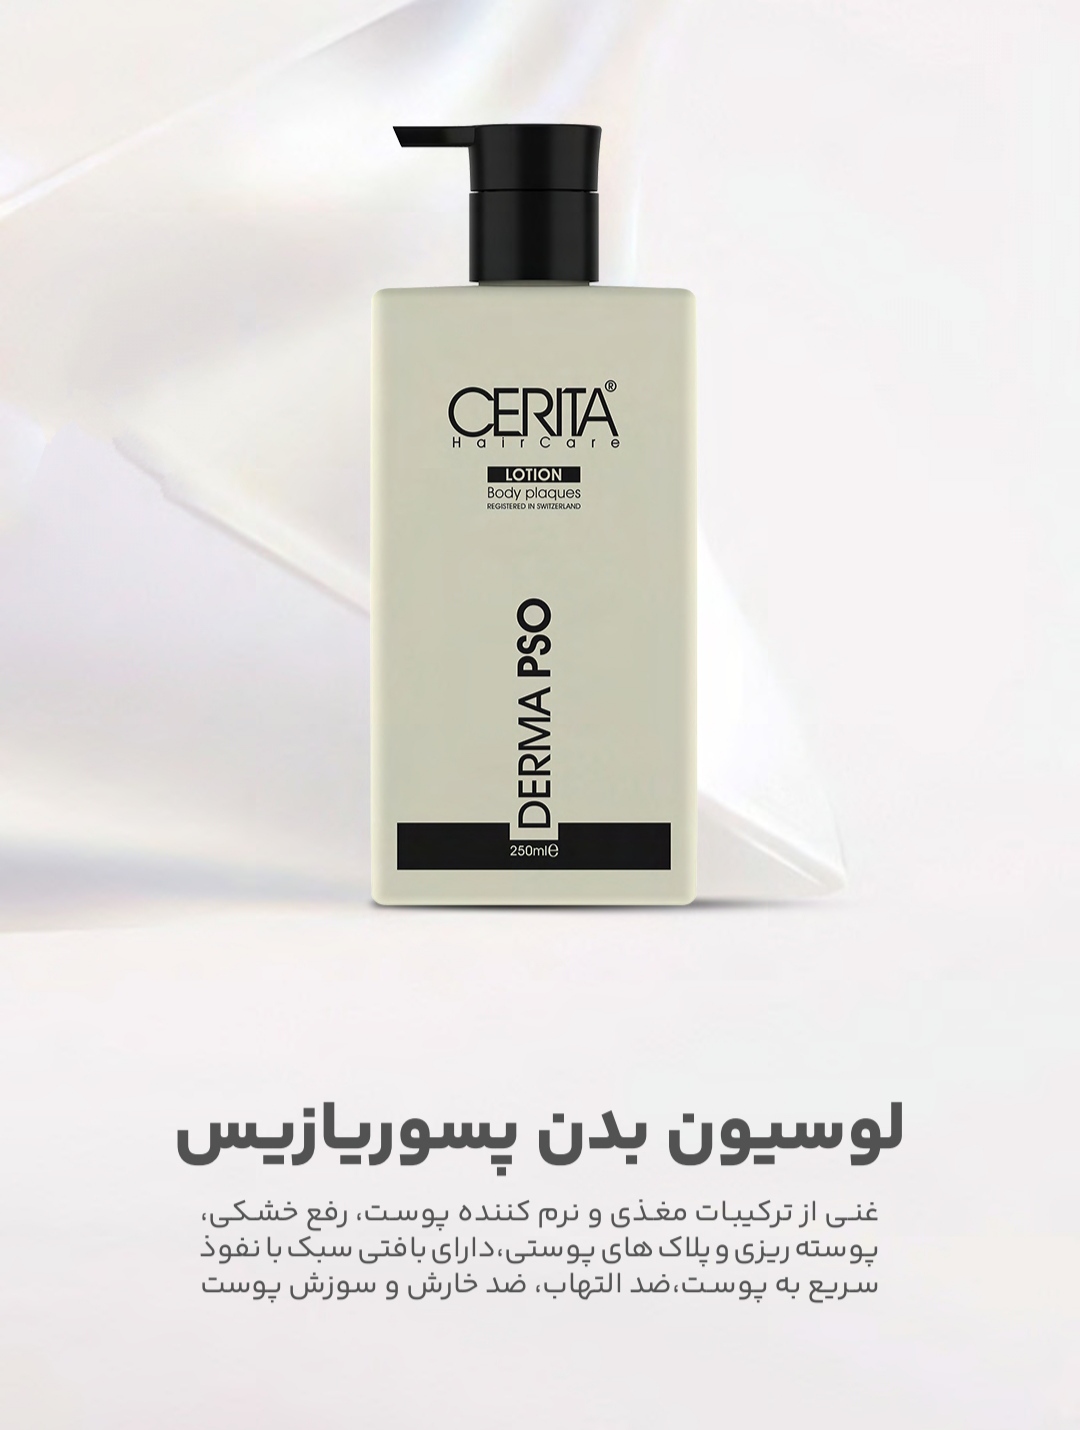 CERITA®
HairCare
LOTION
Body plaques
REGISTERED IN SWITZERLAND
DERMA PSO
250ml℮
لوسیون بدن پسوریازیس
غنی از ترکیبات مغذی و نرم کننده پوست، رفع خشکی،
پوسته ریزی و پلاک های پوستی،دارای بافتی سبک با نفوذ
سریع به پوست،ضد التهاب، ضد خارش و سوزش پوست